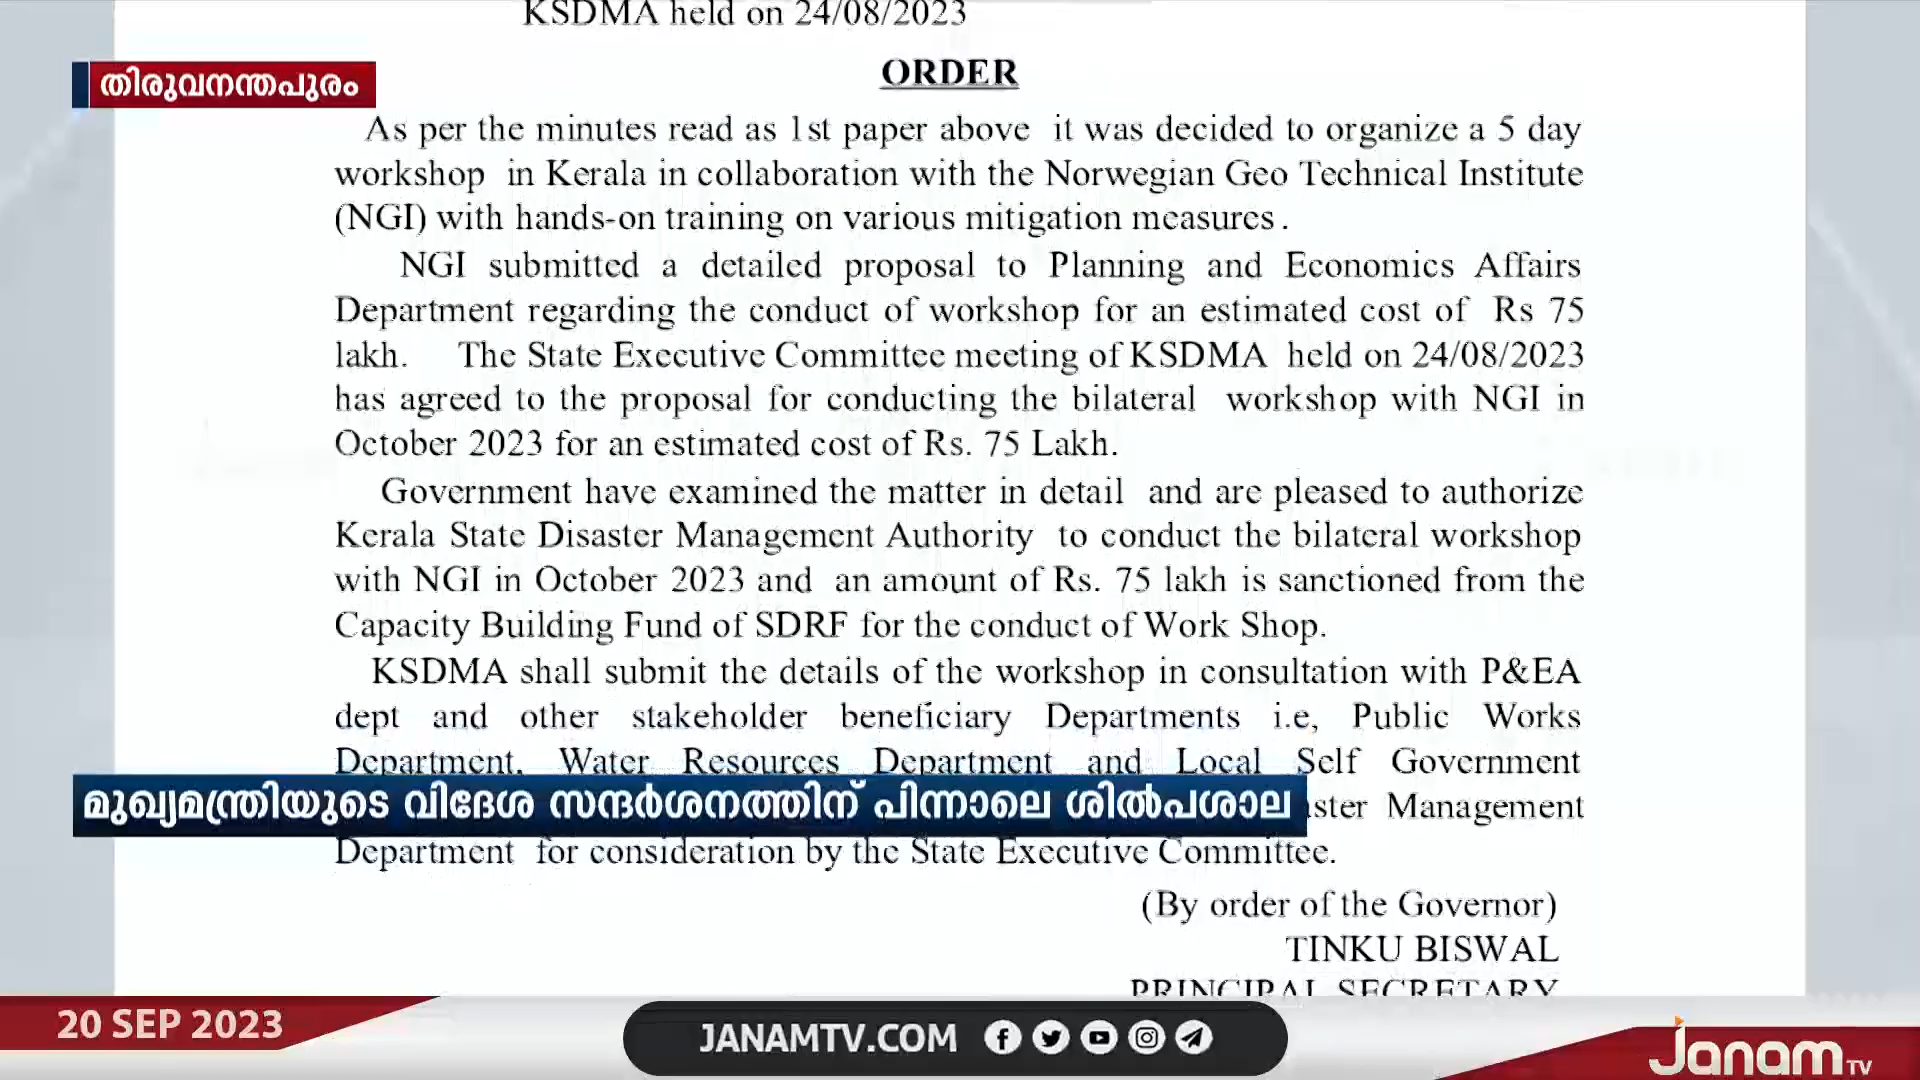 KSDMA held on 24/08/2023
തിരുവനന്തപുരം
ORDER
As per the minutes read as 1st paper above it was decided to organize a 5 day
workshop in Kerala in collaboration with the Norwegian Geo Technical Institute
(NGI) with hands-on training on various mitigation measures .
NGI submitted a detailed proposal to Planning and Economics Affairs
Department regarding the conduct of workshop for an estimated cost of Rs 75
lakh. The State Executive Committee meeting of KSDMA held on 24/08/2023
has agreed to the proposal for conducting the bilateral workshop with NGI in
October 2023 for an estimated cost of Rs. 75 Lakh.
Government have examined the matter in detail and are pleased to authorize
Kerala State Disaster Management Authority to conduct the bilateral workshop
with NGI in October 2023 and an amount of Rs. 75 lakh is sanctioned from the
Capacity Building Fund of SDRF for the conduct of Work Shop.
KSDMA shall submit the details of the workshop in consultation with P&EA
dept and other stakeholder beneficiary Departments i.e, Public Works
Department, Water Resources Department and Local Self Government
മുഖ്യമന്ത്രിയുടെ വിദേശ സന്ദർശനത്തിന് പിന്നാലെ ശിൽപശാല
Management
Department for consideration by the State Executive Committee.
(By order of the Governor)
TINKU BISWAL
PRINCIPAL SECRETARY
20 SEP 2023
JANAMTV.COM
Janam TV